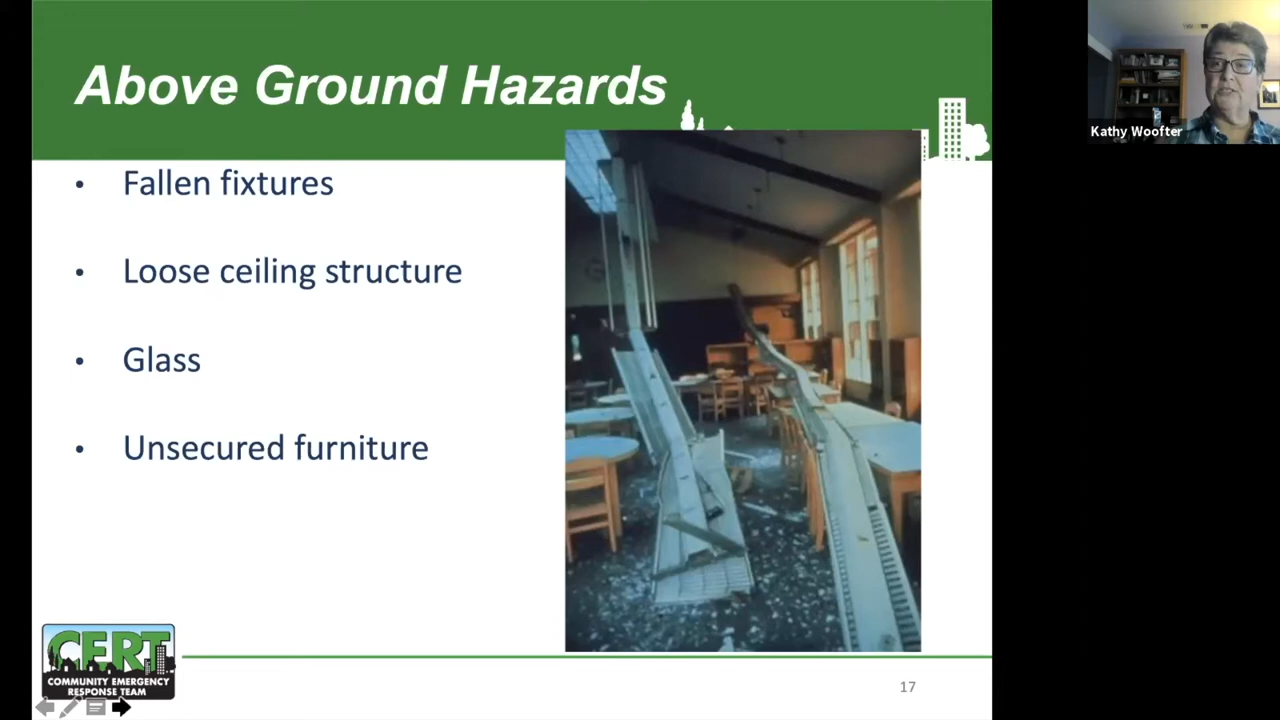 Above Ground Hazards
• Fallen fixtures
• Loose ceiling structure
• Glass
• Unsecured furniture
CERT
COMMUNITY EMERGENCY
RESPONSE TEAM
17
Kathy Woofter